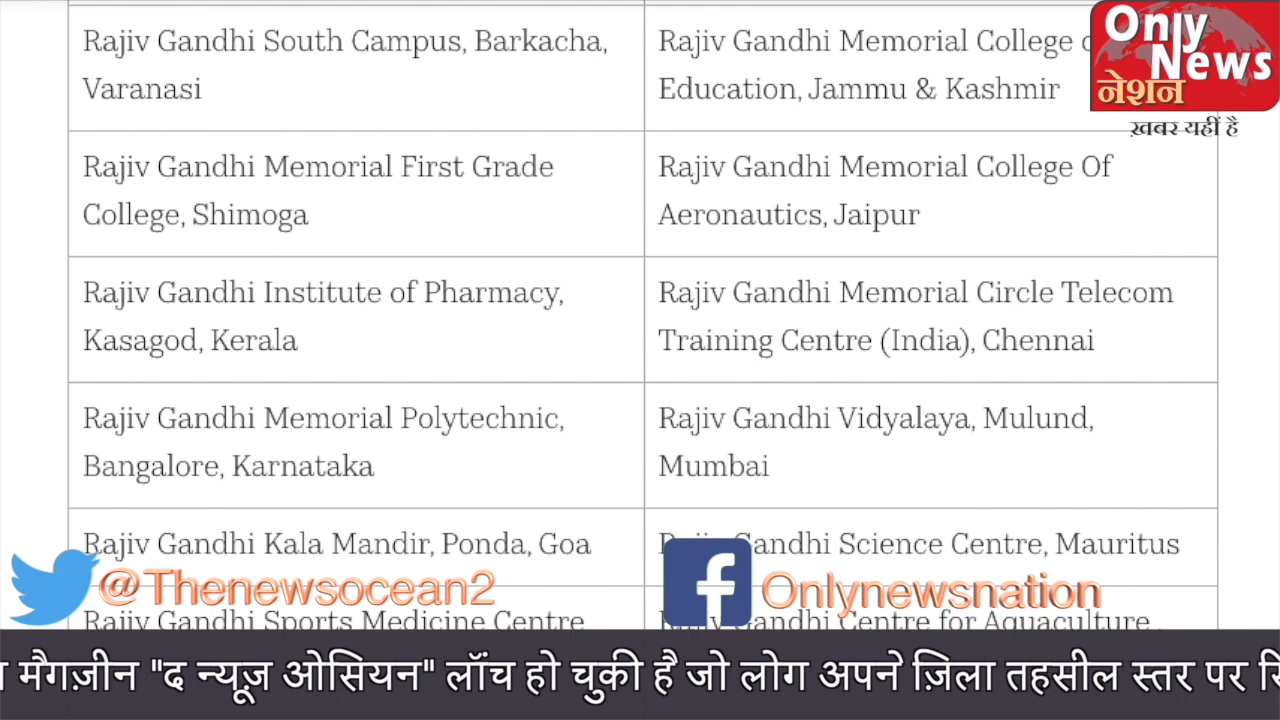 Rajiv Gandhi South Campus, Barkacha,
Varanasi
Rajiv Gandhi Memorial College
Education, Jammu & Kashmir
Only
News
नेशन
ख़बर यहीं है
Rajiv Gandhi Memorial First Grade
College, Shimoga
Rajiv Gandhi Memorial College Of
Aeronautics, Jaipur
Rajiv Gandhi Institute of Pharmacy,
Kasagod, Kerala
Rajiv Gandhi Memorial Circle Telecom
Training Centre (India), Chennai
Rajiv Gandhi Memorial Polytechnic,
Bangalore, Karnataka
Rajiv Gandhi Vidyalaya, Mulund,
Mumbai
Rajiv Gandhi Kala Mandir, Ponda, Goa
Gandhi Science Centre, Mauritus
@Thenewsocean2
Onlynewsnation
Rajiv Gandhi Sports Medicine Centre
Gandhi Centre for Aquaculture
मैगज़ीन "द न्यूज ओसियन" लॉंच हो चुकी है जो लोग अपने ज़िला तहसील स्तर पर